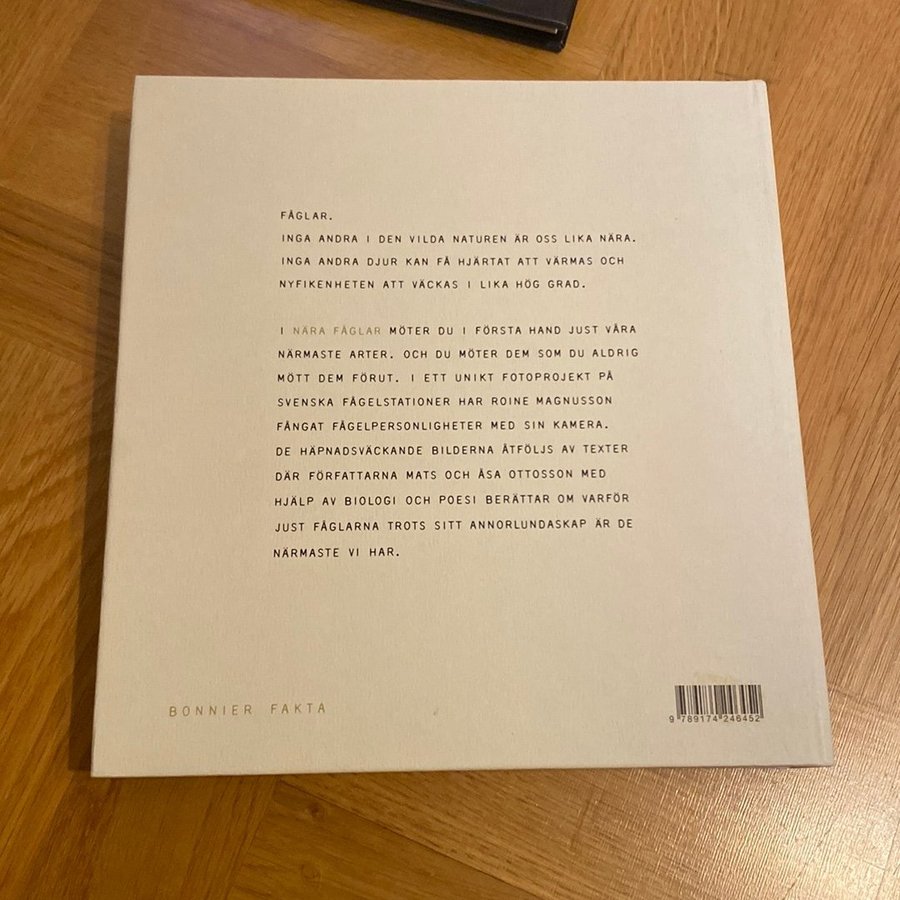 FÅGLAR.
INGA ANDRA I DEN VILDA NATUREN ÄR OSS LIKA NÄRA.
INGA ANDRA DJUR KAN FÅ HJÄRTAT ATT VÄRMAS OCH
NYFIKENHETEN ATT VÄCKAS I LIKA HÖG GRAD.
I NÄRA FÅGLAR MÖTER DU I FÖRSTA HAND JUST VÅRA
NÄRMASTE ARTER. OCH DU MÖTER DEM SOM DU ALDRIG
MÖTT DEM FÖRUT. I ETT UNIKT FOTOPROJEKT PÅ
SVENSKA FÅGELSTATIONER HAR ROINE MAGNUSSON
FÅNGAT FÅGELPERSONLIGHETER MED SIN KAMERA.
DE HÄPNADSVÄCKANDE BILDERNA ÅTFÖLJS AV TEXTER
DÄR FÖRFATTARNA MATS OCH ÅSA OTTOSSON MED
HJÄLP AV BIOLOGI OCH POESI BERÄTTAR OM VARFÖR
JUST FÅGLARNA TROTS SITT ANNORLUNDASKAP ÄR DE
NÄRMASTE VI HAR.
BONNIER FAKTA
9 789174 246452